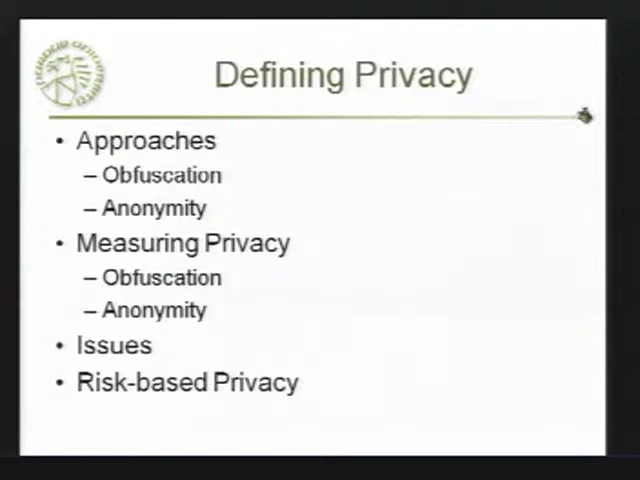 Defining Privacy
• Approaches
– Obfuscation
– Anonymity
• Measuring Privacy
– Obfuscation
– Anonymity
• Issues
• Risk-based Privacy